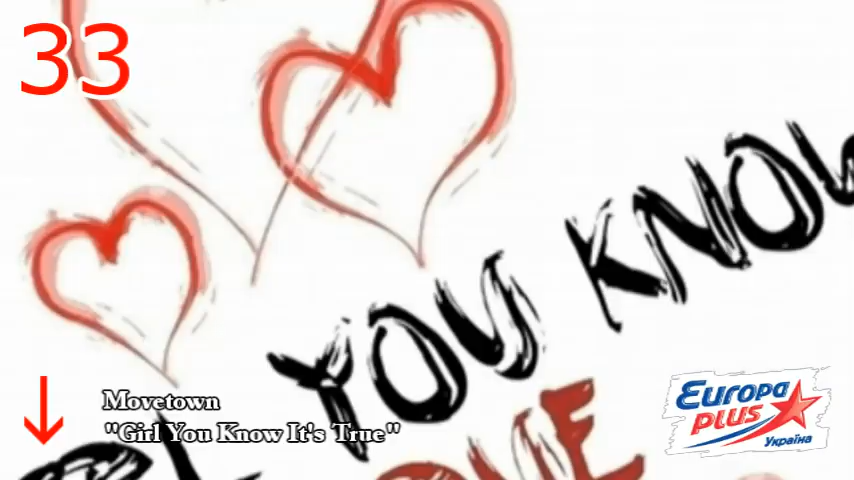 33
YOU KNOW
Movetown
"Girl You Know It's True"
Europa
plus
Україна